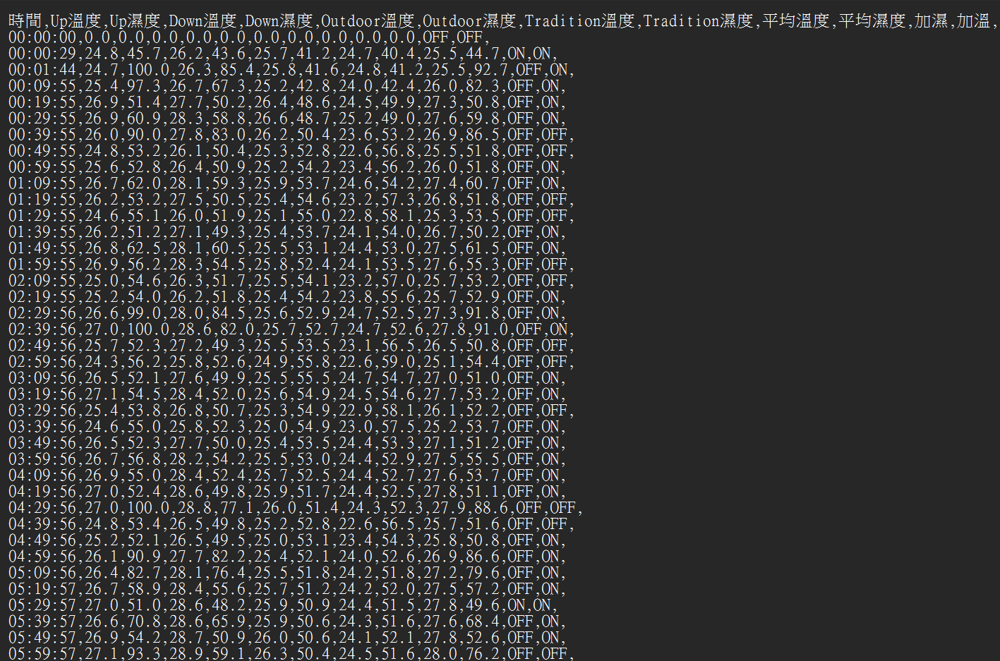 時間,Up溫度,Up濕度,Down溫度,Down濕度,Outdoor溫度,Outdoor濕度,Tradition溫度,Tradition濕度,平均溫度,平均濕度,加濕,加溫,
00:00:00,0.0,0.0,0.0,0.0,0.0,0.0,0.0,0.0,0.0,0.0,OFF,OFF,
00:00:29,24.8,45.7,26.2,43.6,25.7,41.2,24.7,40.4,25.5,44.7,ON,ON,
00:01:44,24.7,100.0,26.3,85.4,25.8,41.6,24.8,41.2,25.5,92.7,OFF,ON,
00:09:55,25.4,97.3,26.7,67.3,25.2,42.8,24.0,42.4,26.0,82.3,OFF,ON,
00:19:55,26.9,51.4,27.7,50.2,26.4,48.6,24.5,49.9,27.3,50.8,OFF,ON,
00:29:55,26.9,60.9,28.3,58.8,26.6,48.7,25.2,49.0,27.6,59.8,OFF,ON,
00:39:55,26.0,90.0,27.8,83.0,26.2,50.4,23.6,53.2,26.9,86.5,OFF,OFF,
00:49:55,24.8,53.2,26.1,50.4,25.3,52.8,22.6,56.8,25.5,51.8,OFF,OFF,
00:59:55,25.6,52.8,26.4,50.9,25.2,54.2,23.4,56.2,26.0,51.8,OFF,ON,
01:09:55,26.7,62.0,28.1,59.3,25.9,53.7,24.6,54.2,27.4,60.7,OFF,ON,
01:19:55,26.2,53.2,27.5,50.5,25.4,54.6,23.2,57.3,26.8,51.8,OFF,OFF,
01:29:55,24.6,55.1,26.0,51.9,25.1,55.0,22.8,58.1,25.3,53.5,OFF,OFF,
01:39:55,26.2,51.2,27.1,49.3,25.4,53.7,24.1,54.0,26.7,50.2,OFF,ON,
01:49:55,26.8,62.5,28.1,60.5,25.5,53.1,24.4,53.0,27.5,61.5,OFF,ON,
01:59:55,26.9,56.2,28.3,54.5,25.8,52.4,24.1,53.5,27.6,55.3,OFF,OFF,
02:09:55,25.0,54.6,26.3,51.7,25.5,54.1,23.2,57.0,25.7,53.2,OFF,OFF,
02:19:55,25.2,54.0,26.2,51.8,25.4,54.2,23.8,55.6,25.7,52.9,OFF,ON,
02:29:56,26.6,99.0,28.0,84.5,25.6,52.9,24.7,52.5,27.3,91.8,OFF,ON,
02:39:56,27.0,100.0,28.6,82.0,25.7,52.7,24.7,52.6,27.8,91.0,OFF,ON,
02:49:56,25.7,52.3,27.2,49.3,25.5,53.5,23.1,56.5,26.5,50.8,OFF,OFF,
02:59:56,24.3,56.2,25.8,52.6,24.9,55.8,22.6,59.0,25.1,54.4,OFF,OFF,
03:09:56,26.5,52.1,27.6,49.9,25.5,55.5,24.7,54.7,27.0,51.0,OFF,ON,
03:19:56,27.1,54.5,28.4,52.0,25.6,54.9,24.5,54.6,27.7,53.2,OFF,ON,
03:29:56,25.4,53.8,26.8,50.7,25.3,54.9,22.9,58.1,26.1,52.2,OFF,OFF,
03:39:56,24.6,55.0,25.8,52.3,25.0,54.9,23.0,57.5,25.2,53.7,OFF,ON,
03:49:56,26.5,52.3,27.7,50.0,25.4,53.5,24.4,53.3,27.1,51.2,OFF,ON,
03:59:56,26.7,56.8,28.2,54.2,25.5,53.0,24.4,52.9,27.5,55.5,OFF,ON,
04:09:56,26.9,55.0,28.4,52.4,25.7,52.5,24.4,52.7,27.6,53.7,OFF,ON,
04:19:56,27.0,52.4,28.6,49.8,25.9,51.7,24.4,52.5,27.8,51.1,OFF,ON,
04:29:56,27.0,100.0,28.8,77.1,26.0,51.4,24.3,52.3,27.9,88.6,OFF,OFF,
04:39:56,24.8,53.4,26.5,49.8,25.2,52.8,22.6,56.5,25.7,51.6,OFF,OFF,
04:49:56,25.2,52.1,26.5,49.5,25.0,53.1,23.4,54.3,25.8,50.8,OFF,ON,
04:59:56,26.1,90.9,27.7,82.2,25.4,52.1,24.0,52.6,26.9,86.6,OFF,ON,
05:09:56,26.4,82.7,28.1,76.4,25.5,51.8,24.2,51.8,27.2,79.6,OFF,ON,
05:19:57,26.7,58.9,28.4,55.6,25.7,51.2,24.2,52.0,27.5,57.2,OFF,ON,
05:29:57,27.0,51.0,28.6,48.2,25.9,50.9,24.4,51.5,27.8,49.6,ON,ON,
05:39:57,26.6,70.8,28.6,65.9,25.9,50.6,24.3,51.6,27.6,68.4,OFF,ON,
05:49:57,26.9,54.2,28.7,50.9,26.0,50.6,24.1,52.1,27.8,52.6,OFF,ON,
05:59:57,27.1,93.3,28.9,59.1,26.3,50.4,24.5,51.6,28.0,76.2,OFF,OFF,